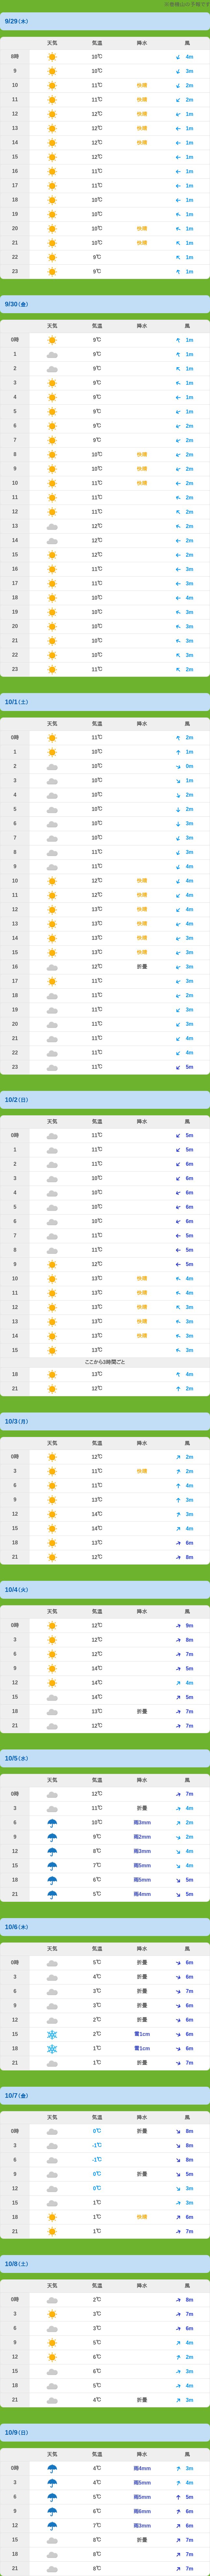 9/29(木)
天気 気温 降水 風
8時 10℃ 4m
9 10℃ 3m
10 11℃ 快晴 2m
11 11℃ 快晴 2m
12 12℃ 快晴 1m
13 12℃ 快晴 1m
14 12℃ 快晴 1m
15 12℃ 1m
16 11℃ 1m
17 11℃ 1m
18 10℃ 1m
19 10℃ 1m
20 10℃ 快晴 1m
21 10℃ 快晴 1m
22 9℃ 1m
23 9℃ 1m
9/30(金)
天気 気温 降水 風
0時 9℃ 1m
1 9℃ 1m
2 9℃ 1m
3 9℃ 1m
4 9℃ 1m
5 9℃ 1m
6 9℃ 2m
7 9℃ 2m
8 10℃ 快晴 2m
9 10℃ 快晴 2m
10 11℃ 快晴 2m
11 11℃ 2m
12 11℃ 2m
13 12℃ 2m
14 12℃ 2m
15 12℃ 2m
16 11℃ 3m
17 11℃ 3m
18 10℃ 4m
19 10℃ 3m
20 10℃ 3m
21 10℃ 3m
22 10℃ 3m
23 11℃ 2m
10/1(土)
天気 気温 降水 風
0時 11℃ 2m
1 10℃ 1m
2 10℃ 0m
3 10℃ 1m
4 10℃ 2m
5 10℃ 2m
6 10℃ 3m
7 10℃ 3m
8 11℃ 3m
9 11℃ 4m
10 12℃ 快晴 4m
11 12℃ 快晴 4m
12 13℃ 快晴 4m
13 13℃ 快晴 4m
14 13℃ 快晴 3m
15 13℃ 快晴 3m
16 12℃ 折曇 3m
17 11℃ 3m
18 11℃ 2m
19 11℃ 3m
20 11℃ 3m
21 11℃ 4m
22 11℃ 4m
23 11℃ 5m
10/2(日)
天気 気温 降水 風
0時 11℃ 5m
1 11℃ 5m
2 11℃ 6m
3 10℃ 6m
4 10℃ 6m
5 10℃ 6m
6 10℃ 6m
7 11℃ 5m
8 11℃ 5m
9 12℃ 5m
10 13℃ 快晴 4m
11 13℃ 快晴 4m
12 13℃ 快晴 3m
13 13℃ 快晴 3m
14 13℃ 快晴 3m
15 13℃ 3m
ここから3時間ごと
18 13℃ 4m
21 12℃ 2m
10/3(月)
天気 気温 降水 風
0時 12℃ 2m
3 11℃ 快晴 2m
6 11℃ 4m
9 13℃ 3m
12 14℃ 3m
15 14℃ 4m
18 13℃ 6m
21 12℃ 8m
10/4(火)
天気 気温 降水 風
0時 12℃ 9m
3 12℃ 8m
6 12℃ 7m
9 14℃ 5m
12 14℃ 4m
15 14℃ 5m
18 13℃ 折曇 7m
21 12℃ 7m
10/5(水)
天気 気温 降水 風
0時 12℃ 7m
3 11℃ 折曇 4m
6 10℃ 雨3mm 2m
9 9℃ 雨2mm 2m
12 8℃ 雨3mm 4m
15 7℃ 雨5mm 4m
18 6℃ 雨5mm 5m
21 5℃ 雨4mm 5m
10/6(木)
天気 気温 降水 風
0時 5℃ 折曇 6m
3 4℃ 折曇 6m
6 3℃ 折曇 7m
9 3℃ 折曇 6m
12 2℃ 折曇 6m
15 2℃ 雪1cm 6m
18 1℃ 雪1cm 6m
21 1℃ 折曇 7m
10/7(金)
天気 気温 降水 風
0時 0℃ 折曇 8m
3 -1℃ 8m
6 -1℃ 8m
9 0℃ 折曇 5m
12 0℃ 3m
15 1℃ 3m
18 1℃ 快晴 6m
21 1℃ 7m
10/8(土)
天気 気温 降水 風
0時 2℃ 8m
3 3℃ 7m
6 3℃ 6m
9 5℃ 4m
12 6℃ 2m
15 6℃ 3m
18 5℃ 4m
21 4℃ 折曇 3m
10/9(日)
天気 気温 降水 風
0時 4℃ 雨4mm 3m
3 4℃ 雨5mm 4m
6 5℃ 雨5mm 5m
9 6℃ 雨6mm 6m
12 7℃ 雨3mm 6m
15 8℃ 折曇 7m
18 8℃ 7m
21 8℃ 7m